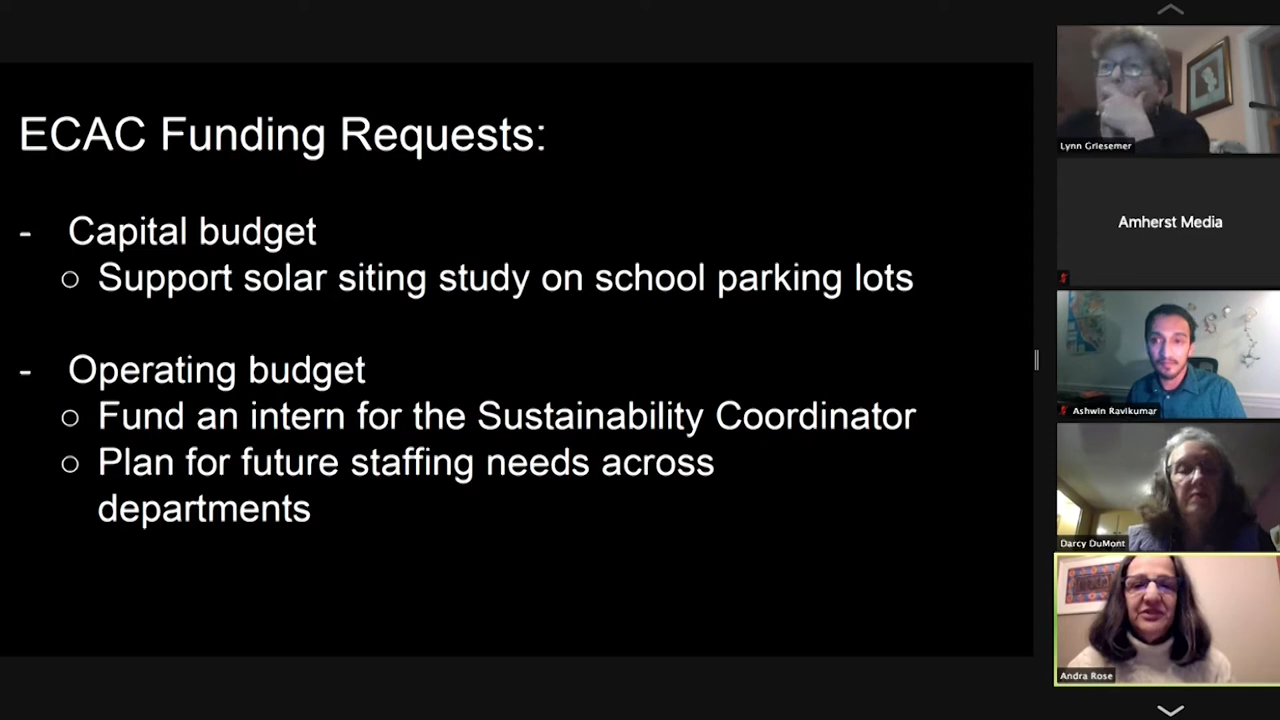 ECAC Funding Requests:
- Capital budget
○ Support solar siting study on school parking lots
- Operating budget
○ Fund an intern for the Sustainability Coordinator
○ Plan for future staffing needs across
departments
Lynn Griesemer
Amherst Media
Ashwin Ravikumar
Darcy DuMont
Andra Rose